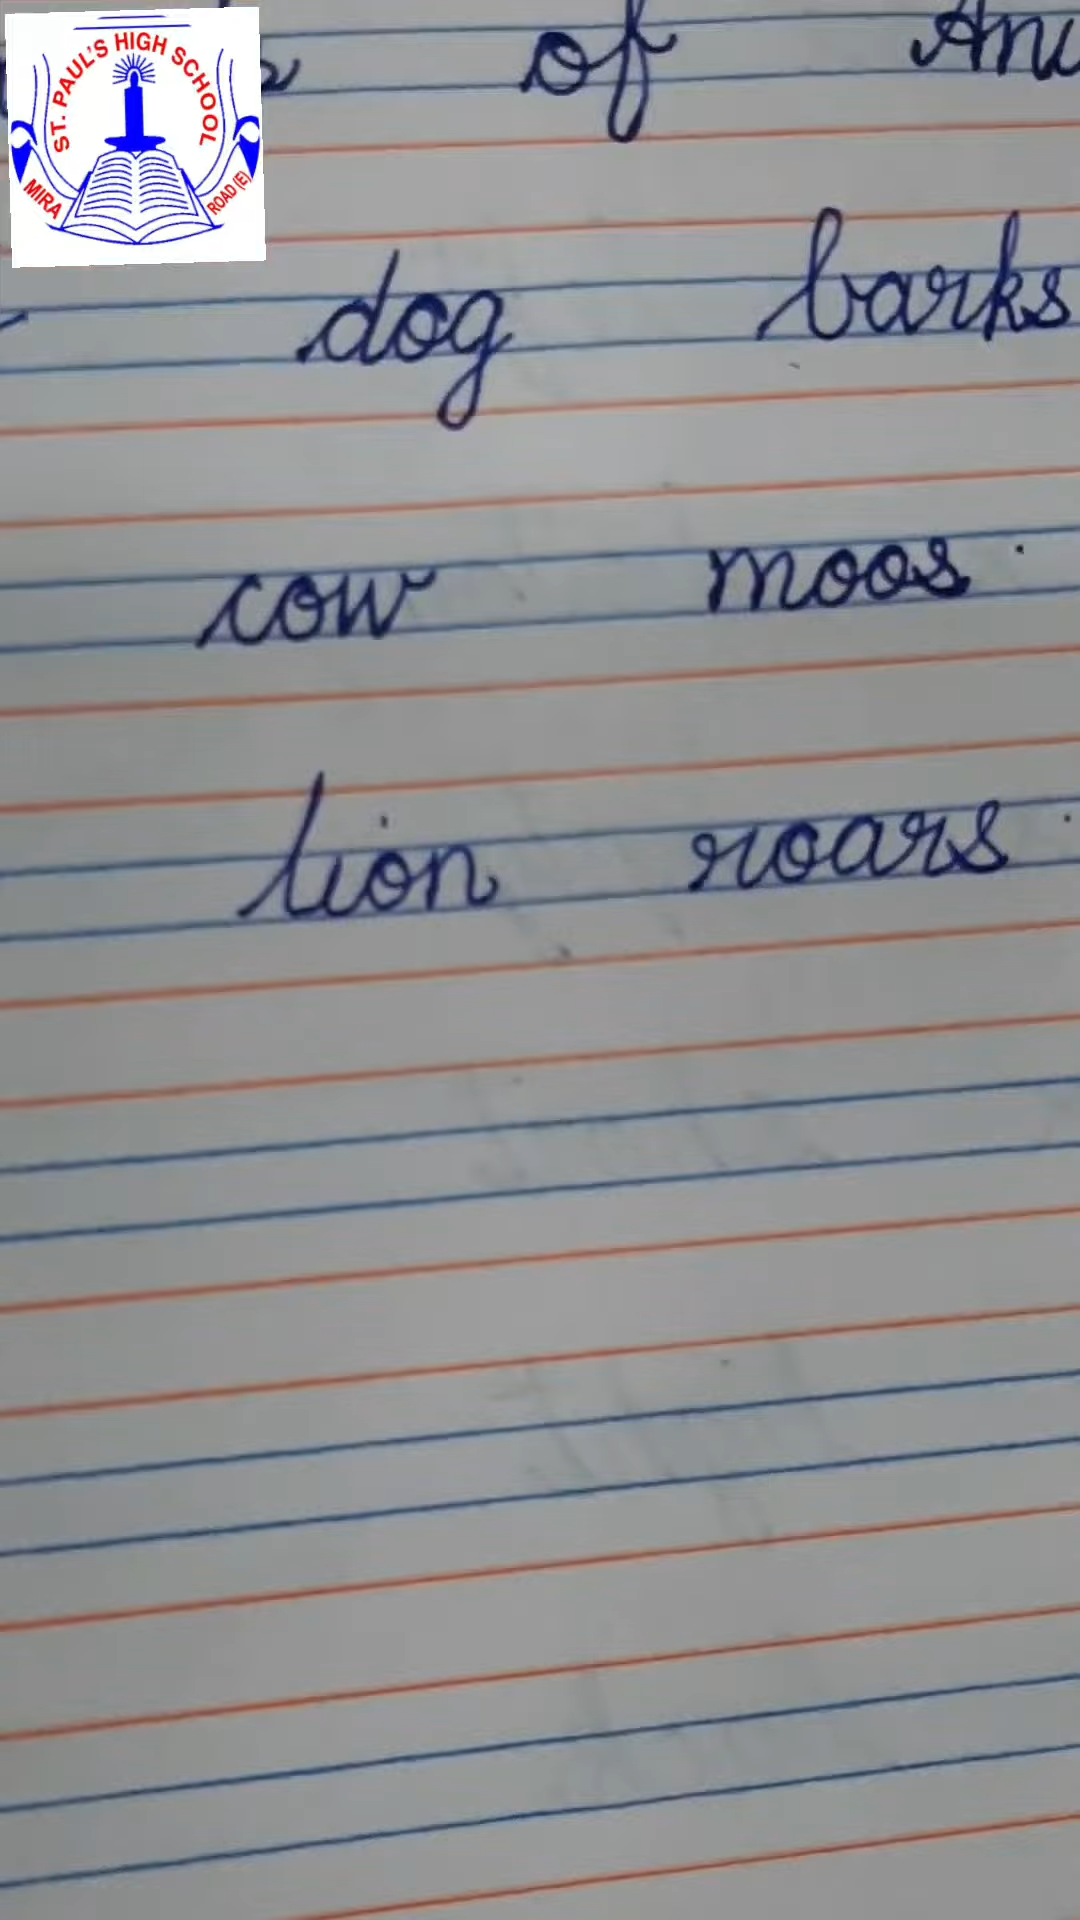 ST. PAUL'S HIGH SCHOOL
MIRA ROAD (E)
of
dog barks
cow moos.
lion roars.